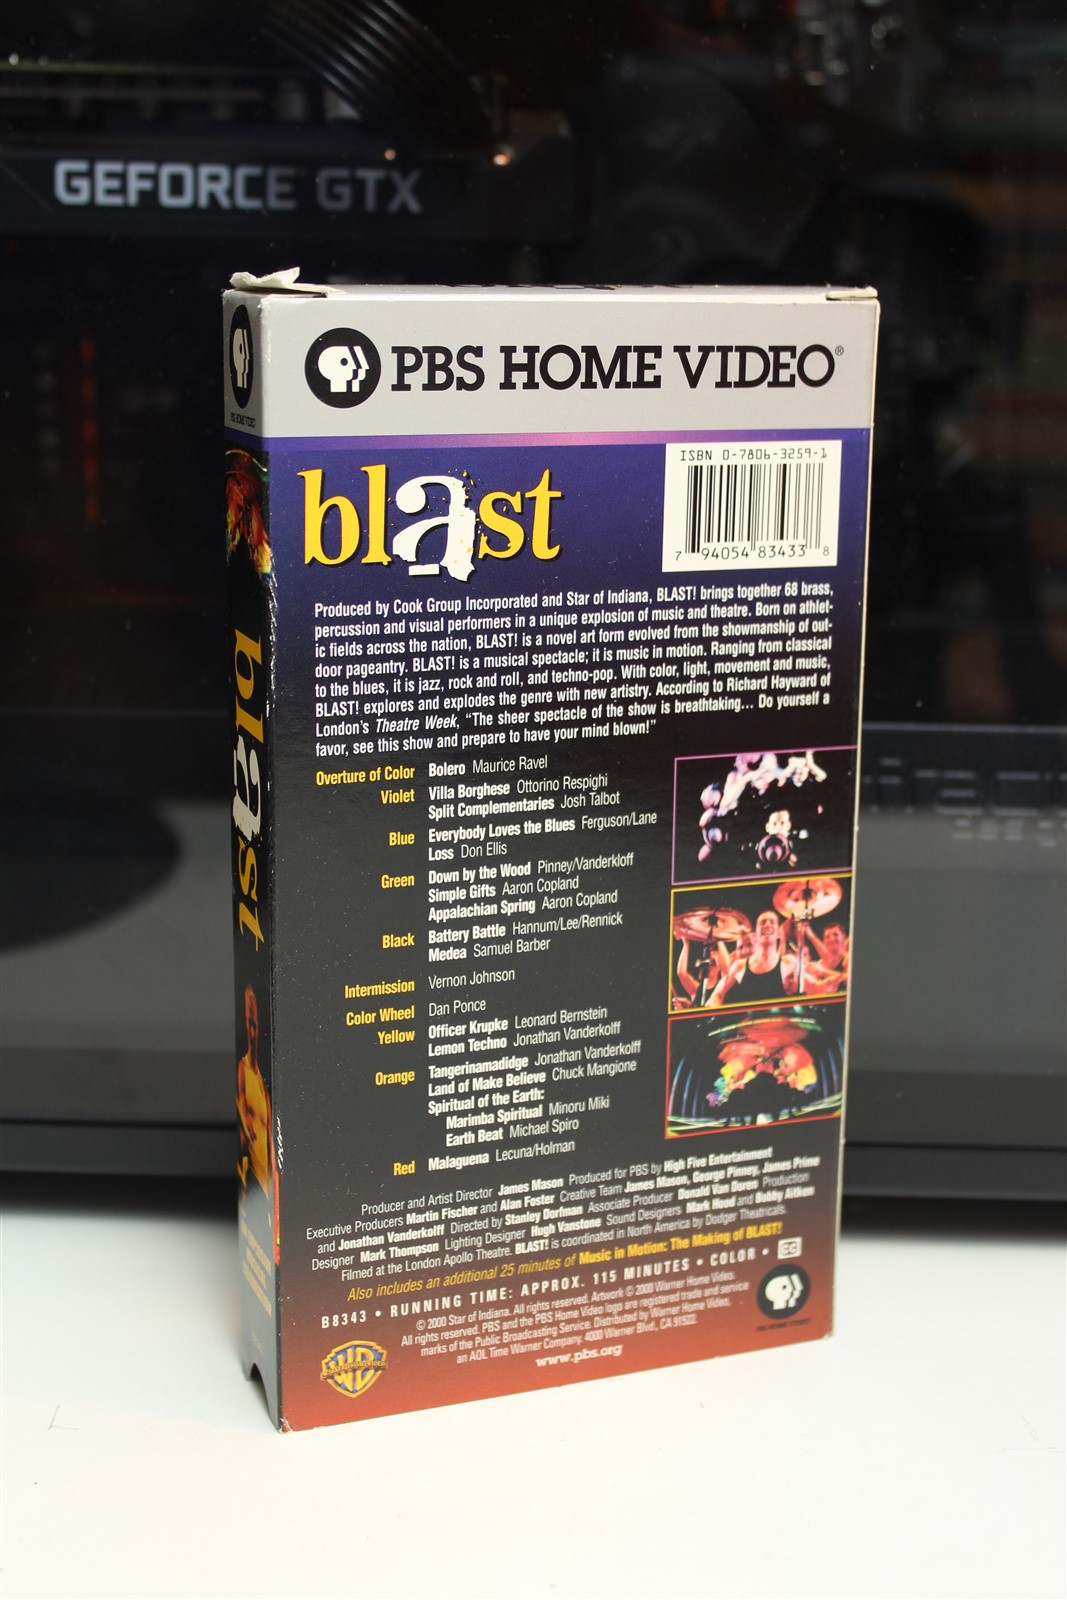 GEFORCE GTX
PBS HOME VIDEO
PBS HOME VIDEO®
blast
ISBN 0-7806-3259-1
7 94054 83433 8
blast
Produced by Cook Group Incorporated and Star of Indiana, BLAST! brings together 68 brass,
percussion and visual performers in a unique explosion of music and theatre. Born on athlet-
ic fields across the nation, BLAST! is a novel art form evolved from the showmanship of out-
door pageantry. BLAST! is a musical spectacle; it is music in motion. Ranging from classical
to the blues, it is jazz, rock and roll, and techno-pop. With color, light, movement and music,
BLAST! explores and explodes the genre with new artistry. According to Richard Hayward of
London's Theatre Week, "The sheer spectacle of the show is breathtaking... Do yourself a
favor, see this show and prepare to have your mind blown!"
Overture of Color Bolero Maurice Ravel
Violet Villa Borghese Ottorino Respighi
Split Complementaries Josh Talbot
Blue Everybody Loves the Blues Ferguson/Lane
Loss Don Ellis
Green Down by the Wood Pinney/Vanderkloff
Simple Gifts Aaron Copland
Appalachian Spring Aaron Copland
Black Battery Battle Hannum/Lee/Rennick
Medea Samuel Barber
Intermission Vernon Johnson
Color Wheel Dan Ponce
Yellow Officer Krupke Leonard Bernstein
Lemon Techno Jonathan Vanderkolff
Orange Tangerinamadidge Jonathan Vanderkolff
Land of Make Believe Chuck Mangione
Spiritual of the Earth:
Marimba Spiritual Minoru Miki
Earth Beat Michael Spiro
Red Malaguena Lecuna/Holman
Producer and Artist Director James Mason Produced for PBS by High Five Entertainment
Executive Producers Martin Fischer and Alan Foster Creative Team James Mason, George Pinney, James Prime
and Jonathan Vanderkolff Directed by Stanley Dorfman Associate Producer Donald Van Doren Production
Designer Mark Thompson Lighting Designer Hugh Vanstone Sound Designers Mark Hood and Bobby Aitken
Filmed at the London Apollo Theatre. BLAST! is coordinated in North America by Dodger Theatricals.
Also includes an additional 25 minutes of Music in Motion: The Making of BLAST!
B8343 • RUNNING TIME: APPROX. 115 MINUTES • COLOR • CC
© 2000 Star of Indiana. All rights reserved. Artwork © 2000 Warner Home Video.
All rights reserved. PBS and the PBS Home Video logo are registered trade and service
marks of the Public Broadcasting Service. Distributed by Warner Home Video,
an AOL Time Warner Company. 4000 Warner Blvd., CA 91522.
www.pbs.org
WB
PBS HOME VIDEO